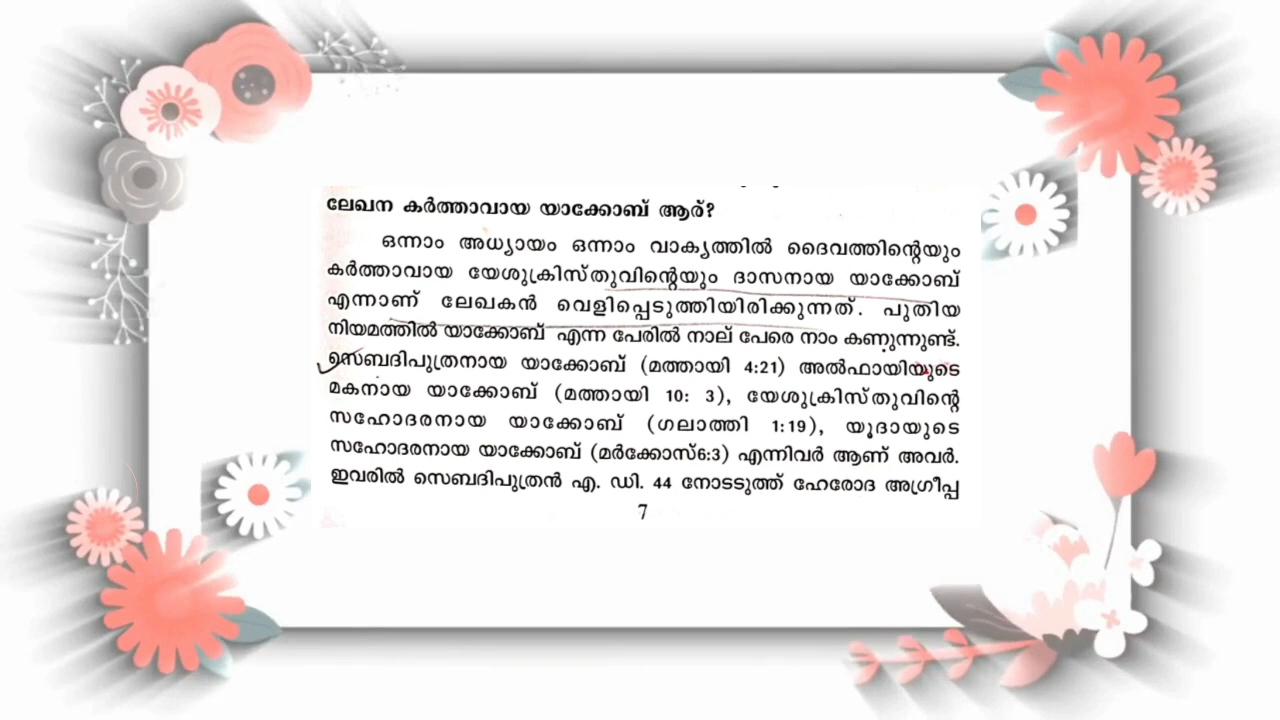 ലേഖന കർത്താവായ യാക്കോബ് ആര്?
ഒന്നാം അധ്യായം ഒന്നാം വാക്യത്തിൽ ദൈവത്തിന്റെയും
കർത്താവായ യേശുക്രിസ്തുവിന്റെയും ദാസനായ യാക്കോബ്
എന്നാണ് ലേഖകൻ വെളിപ്പെടുത്തിയിരിക്കുന്നത്. പുതിയ
നിയമത്തിൽ യാക്കോബ് എന്ന പേരിൽ നാല് പേരെ നാം കണുന്നുണ്ട്.
സെബദിപുത്രനായ യാക്കോബ് (മത്തായി 4:21) അൽഫായിയുടെ
മകനായ യാക്കോബ് (മത്തായി 10: 3), യേശുക്രിസ്തുവിന്റെ
സഹോദരനായ യാക്കോബ് (ഗലാത്തി 1:19), യൂദായുടെ
സഹോദരനായ യാക്കോബ് (മർക്കോസ്6:3) എന്നിവർ ആണ് അവർ.
ഇവരിൽ സെബദിപുത്രൻ എ. ഡി. 44 നോടടുത്ത് ഹേരോദ അഗ്രീപ്പ
7